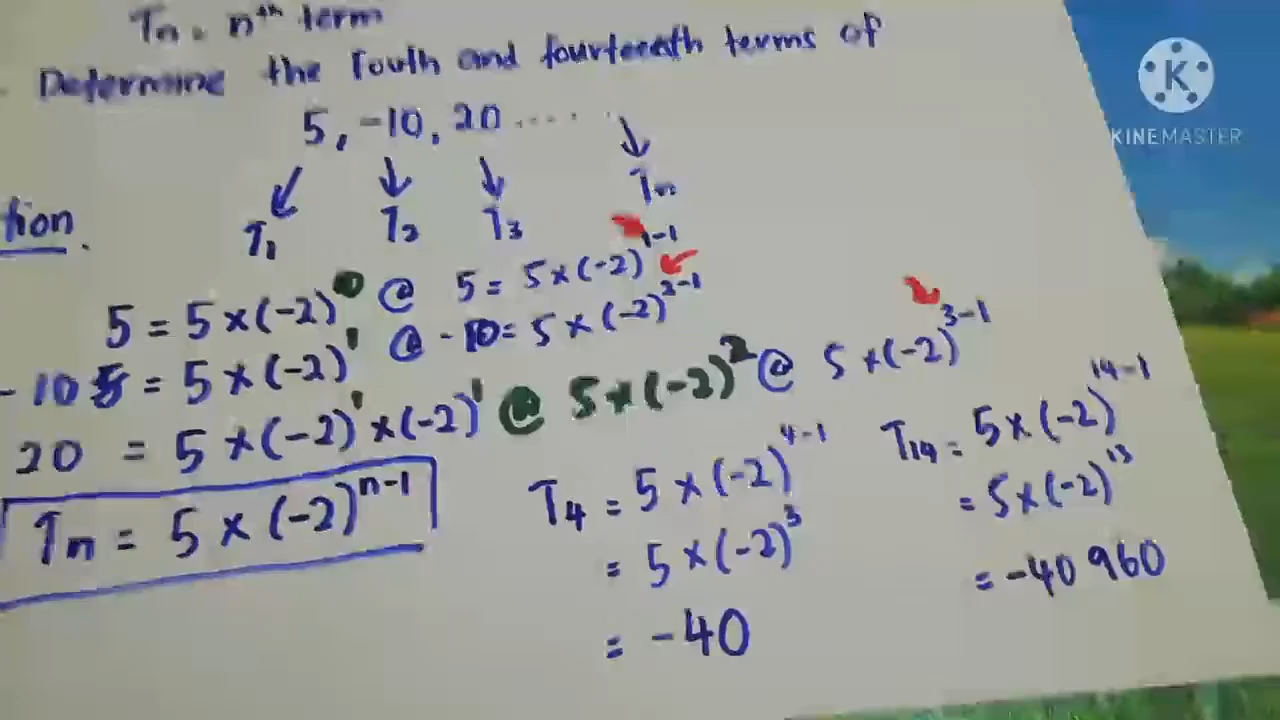 Tn = nᵗʰ term
Determine the Fouth and fourteenth terms of
5, -10, 20 .....
T₁ T₂ T₃ Tn
tion.
5 = 5 × (-2)⁰ @ 5 = 5 × (-2)¹⁻¹
-10 = 5 × (-2)¹ @ -10 = 5 × (-2)²⁻¹
20 = 5 × (-2)¹ × (-2)¹ @ 5 × (-2)² @ 5 × (-2)³⁻¹
Tn = 5 × (-2)ⁿ⁻¹
T₄ = 5 × (-2)⁴⁻¹
= 5 × (-2)³
= -40
T₁₄ = 5 × (-2)¹⁴⁻¹
= 5 × (-2)¹³
= -40 960
K
KINEMASTER